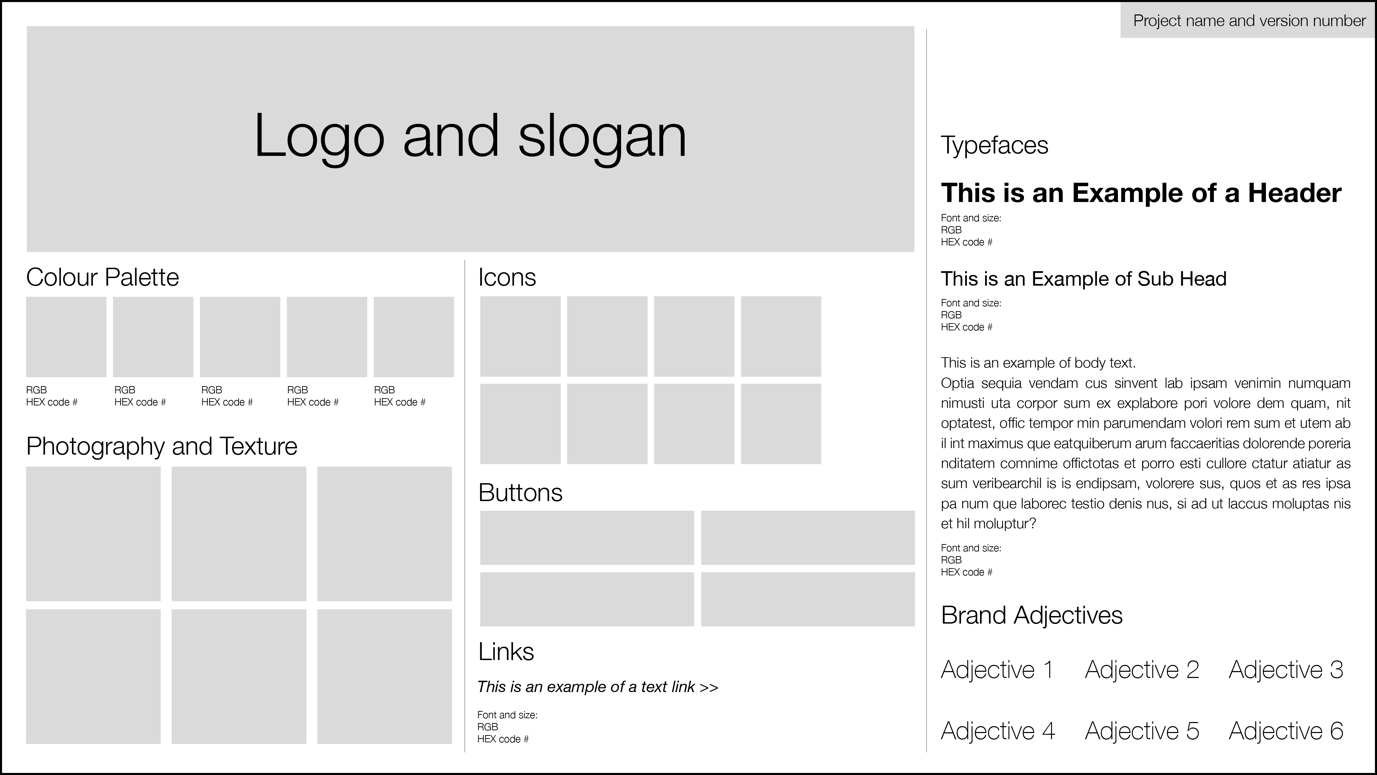 Project name and version number
Logo and slogan
Colour Palette
RGB
HEX code #
RGB
HEX code #
RGB
HEX code #
RGB
HEX code #
RGB
HEX code #
Photography and Texture
Icons
Buttons
Links
This is an example of a text link >>
Font and size:
RGB
HEX code #
Typefaces
This is an Example of a Header
Font and size:
RGB
HEX code #
This is an Example of Sub Head
Font and size:
RGB
HEX code #
This is an example of body text.
Optia sequia vendam cus sinvent lab ipsam venimin numquam
nimusti uta corpor sum ex explabore pori volore dem quam, nit
optatest, offic tempor min parumendam volori rem sum et utem ab
il int maximus que eatquiberum arum faccaeritias dolorende poreria
nditatem comnime offictotas et porro esti cullore ctatur atiatur as
sum veribearchil is is endipsam, volorere sus, quos et as res ipsa
pa num que laborec testio denis nus, si ad ut laccus moluptas nis
et hil moluptur?
Font and size:
RGB
HEX code #
Brand Adjectives
Adjective 1 Adjective 2 Adjective 3
Adjective 4 Adjective 5 Adjective 6